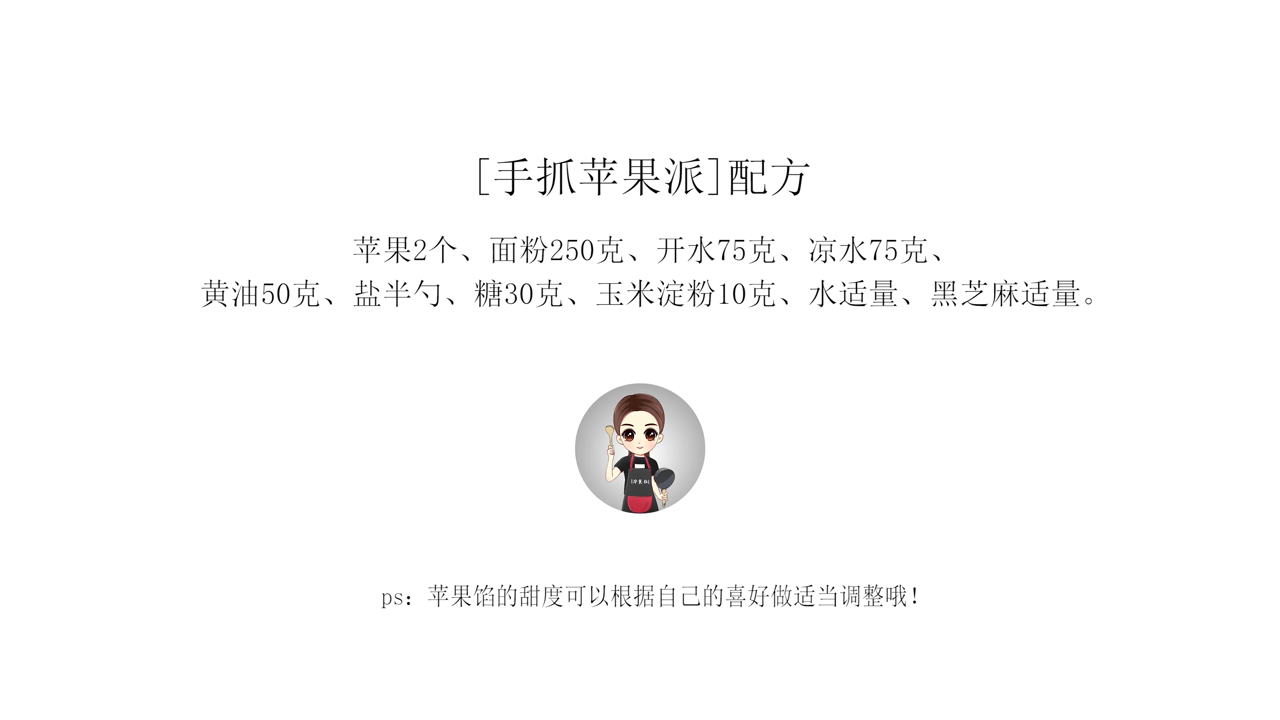 [手抓苹果派]配方
苹果2个、面粉250克、开水75克、凉水75克、
黄油50克、盐半勺、糖30克、玉米淀粉10克、水适量、黑芝麻适量。
ps：苹果馅的甜度可以根据自己的喜好做适当调整哦！